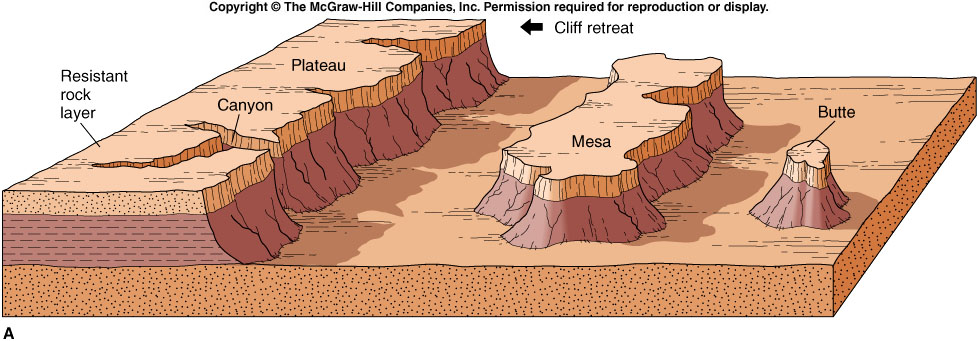 Copyright © The McGraw-Hill Companies, Inc. Permission required for reproduction or display.
Cliff retreat
Plateau
Resistant
rock
layer
Canyon
Mesa
Butte
A